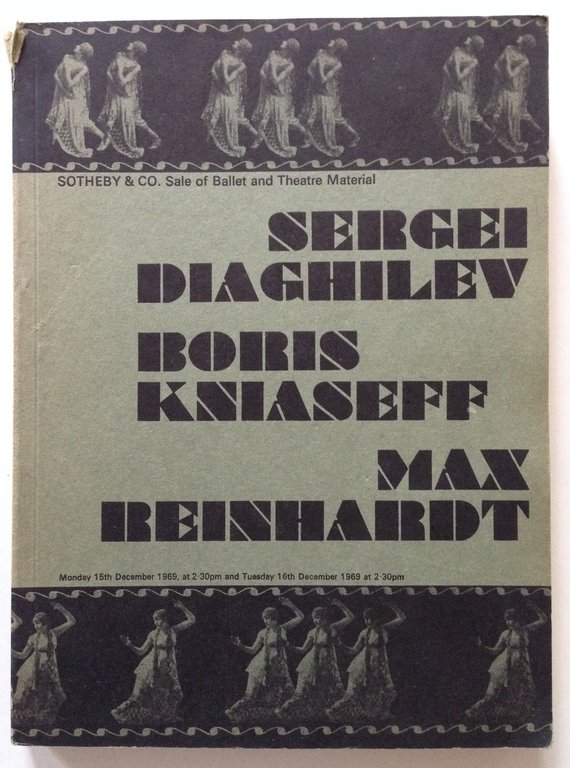 SOTHEBY & CO. Sale of Ballet and Theatre Material
SERGEI
DIAGHILEV
BORIS
KNIASEFF
MAX
REINHARDT
Monday 15th December 1969, at 2·30pm and Tuesday 16th December 1969 at 2·30pm